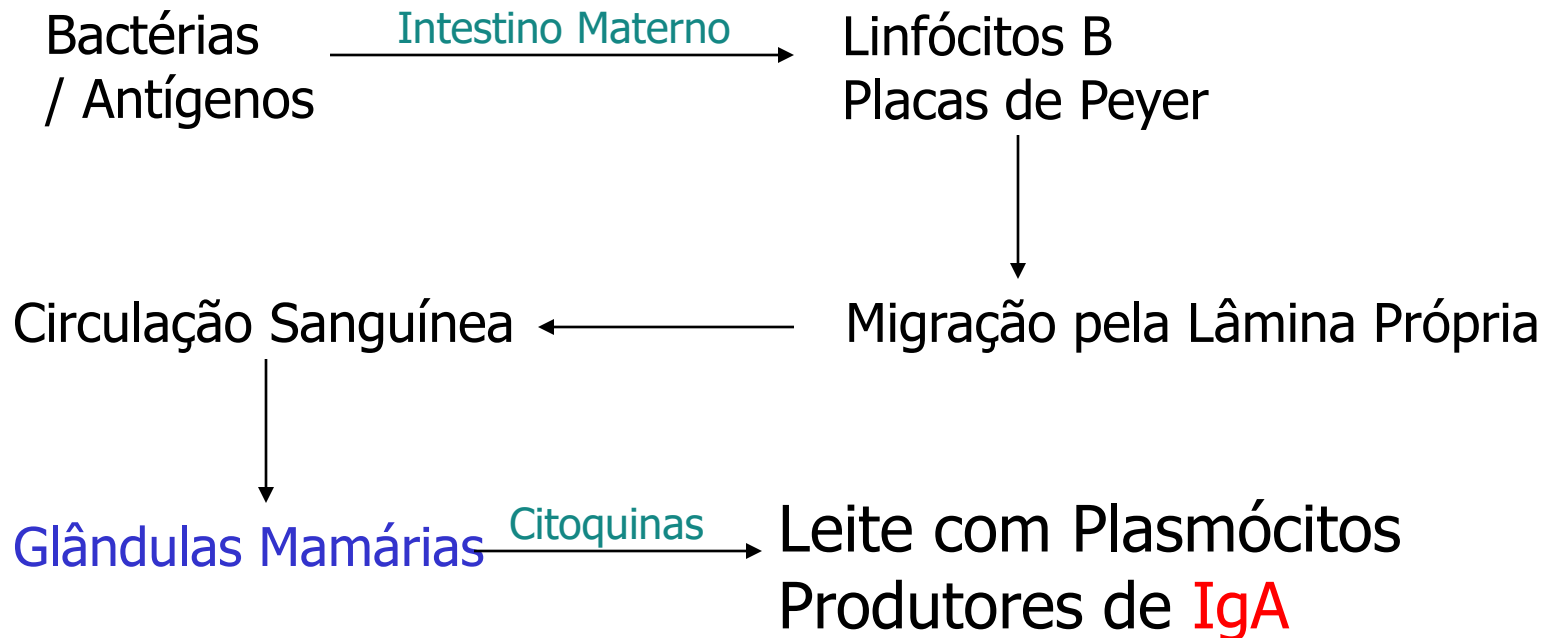 Bactérias
/ Antígenos
Intestino Materno
Linfócitos B
Placas de Peyer
Circulação Sanguínea
Migração pela Lâmina Própria
Glândulas Mamárias
Citoquinas
Leite com Plasmócitos
Produtores de IgA